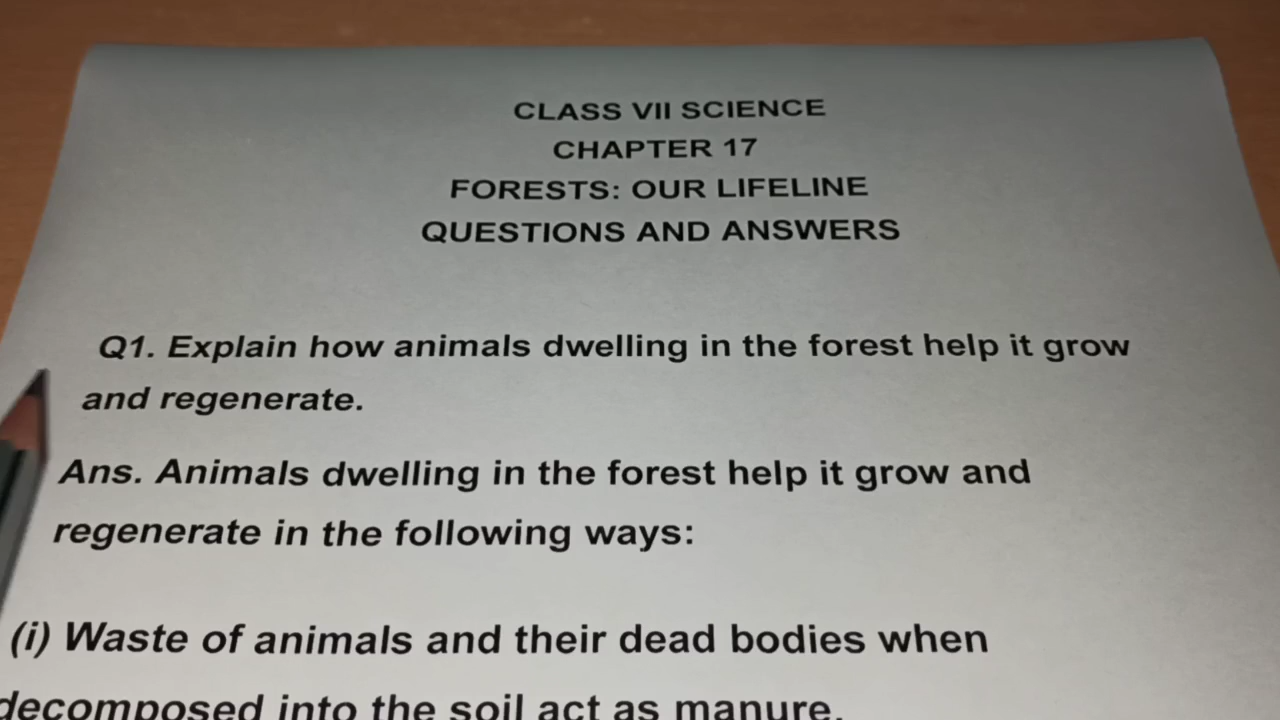 CLASS VII SCIENCE
CHAPTER 17
FORESTS: OUR LIFELINE
QUESTIONS AND ANSWERS
Q1. Explain how animals dwelling in the forest help it grow
and regenerate.
Ans. Animals dwelling in the forest help it grow and
regenerate in the following ways:
(i) Waste of animals and their dead bodies when
decomposed into the soil act as manure.